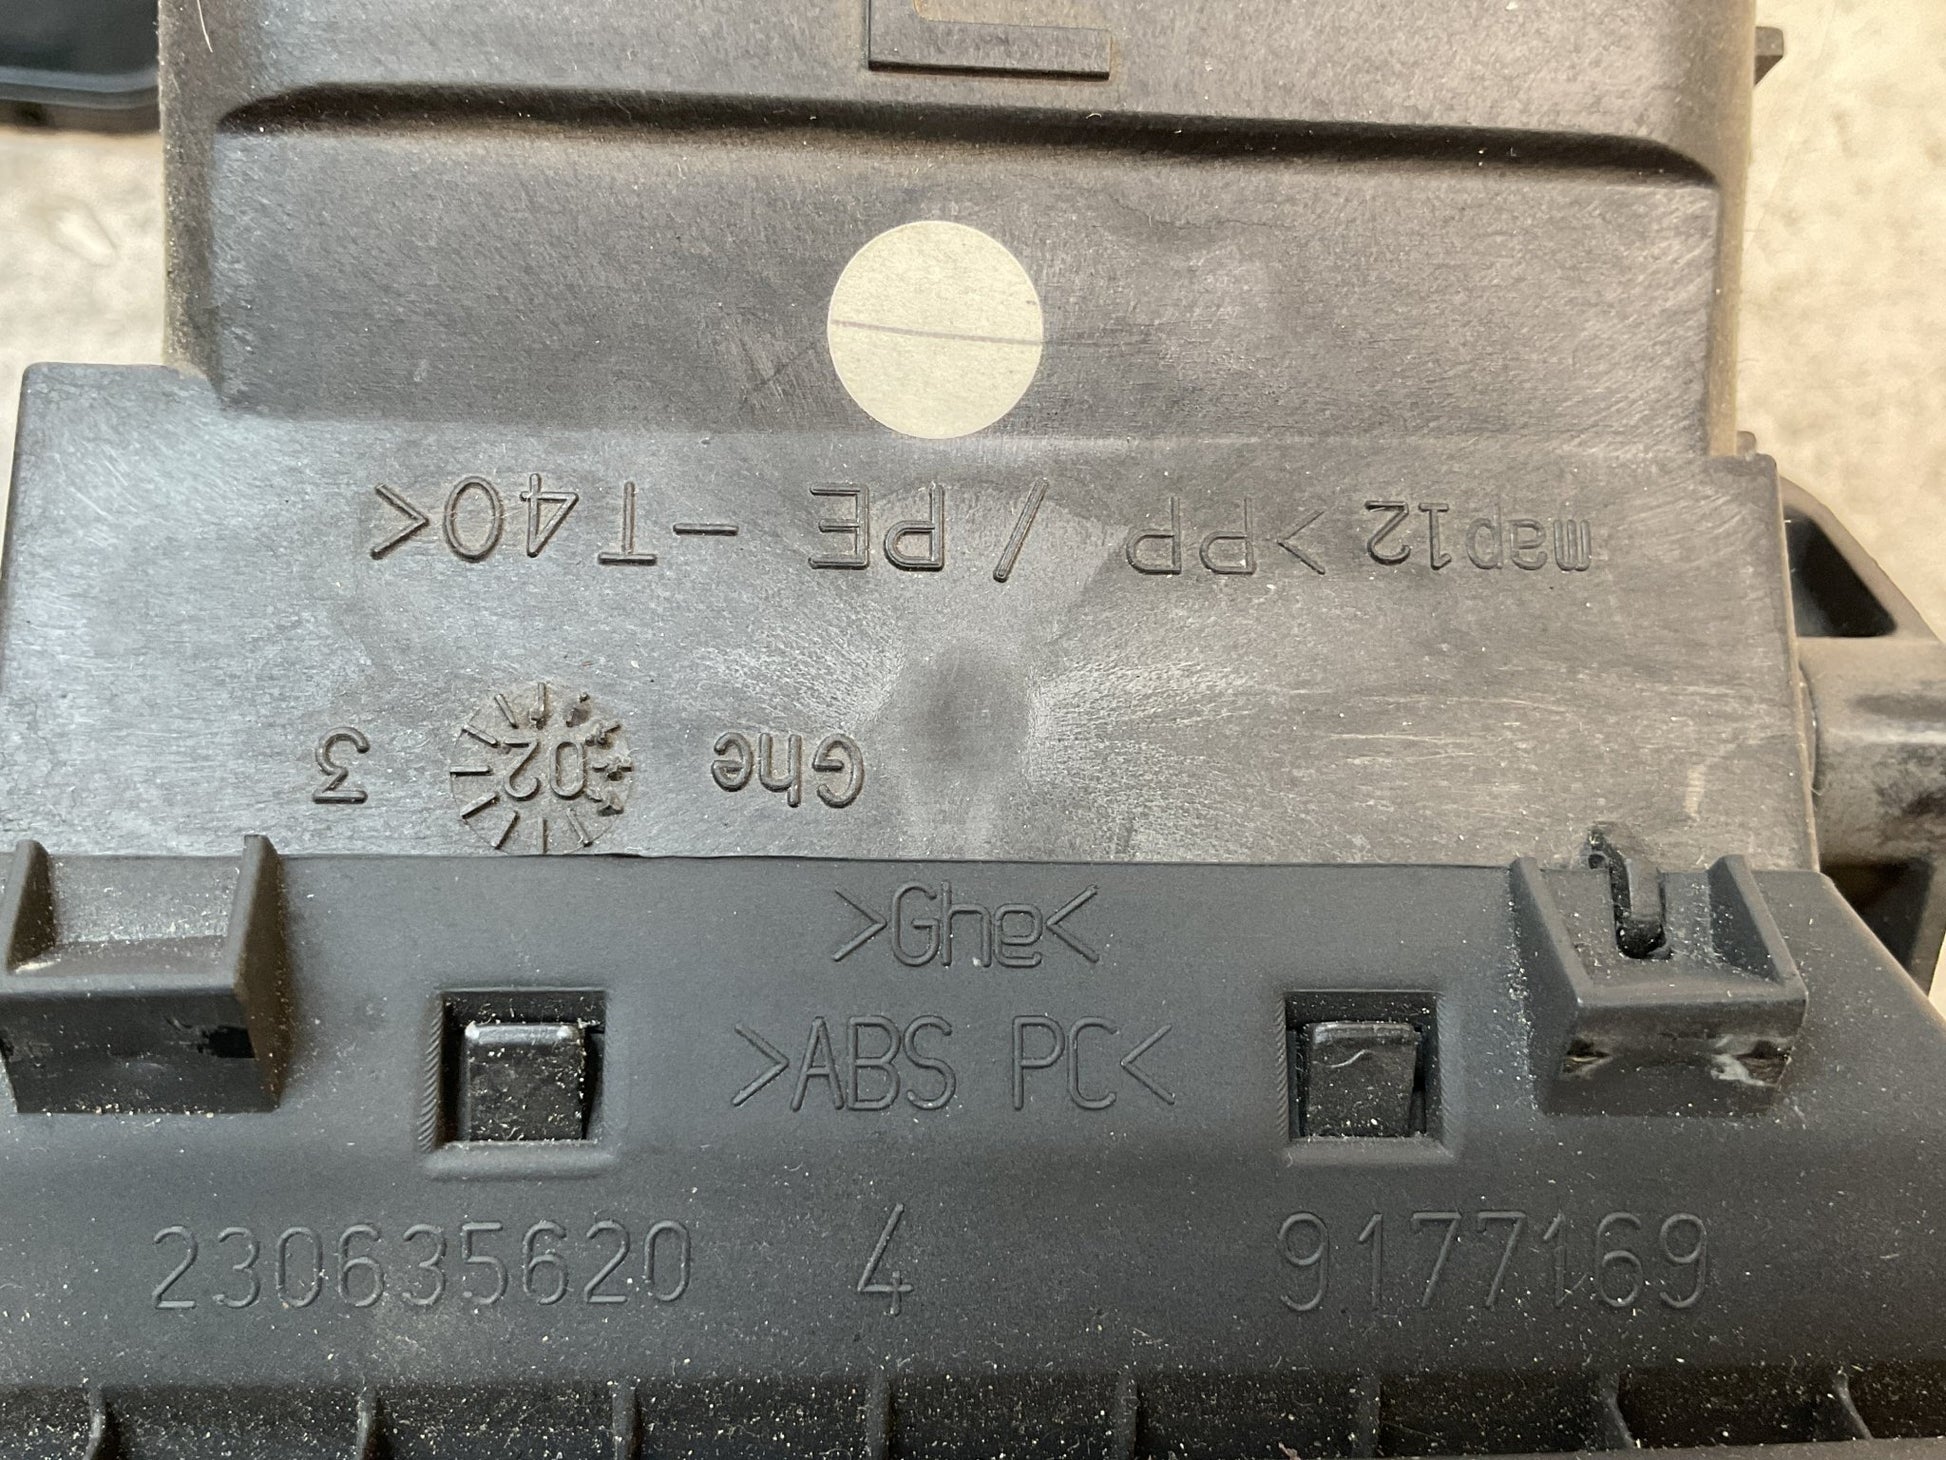 map12 >PP / PE - T40<
Ghe 02 3
>Ghe<
>ABS PC<
230635620 4 9177169